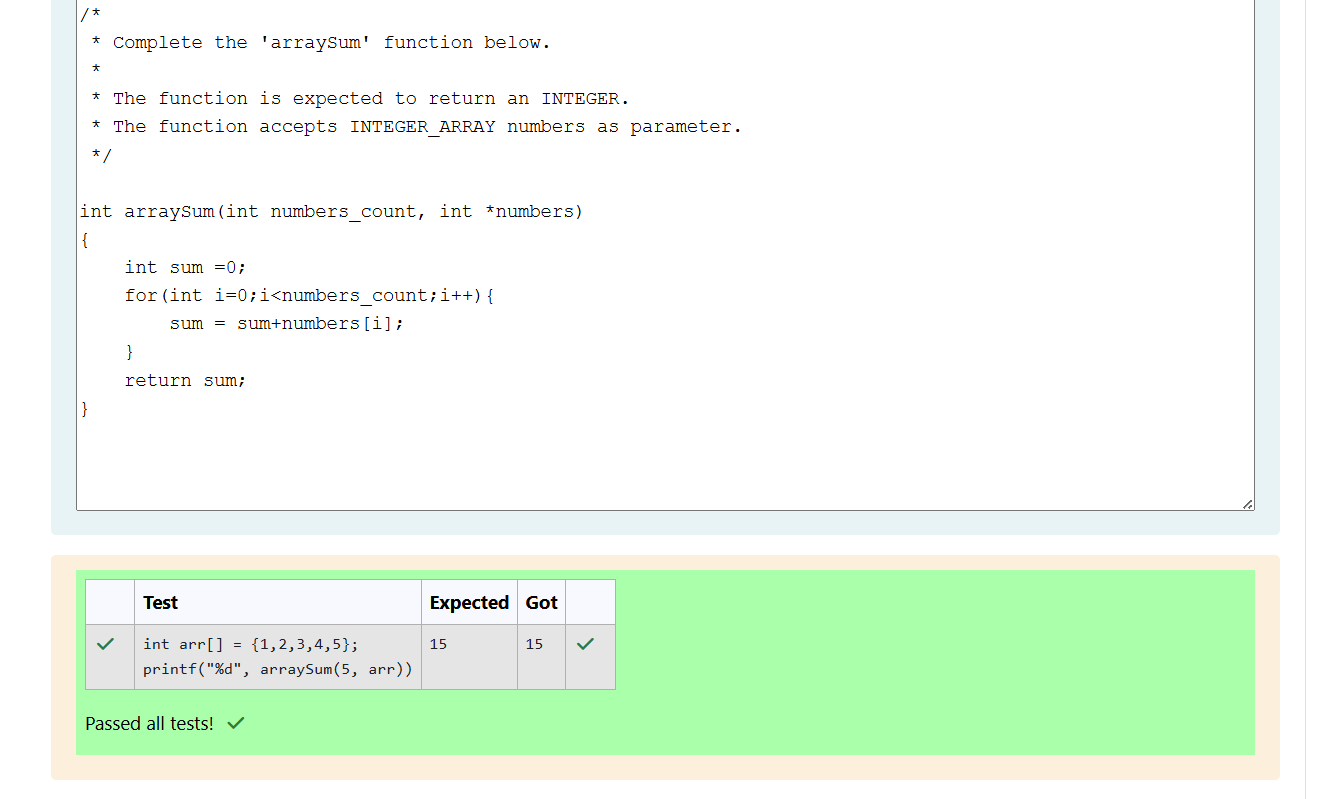 /*
 * Complete the 'arraySum' function below.
 *
 * The function is expected to return an INTEGER.
 * The function accepts INTEGER_ARRAY numbers as parameter.
 */
int arraySum(int numbers_count, int *numbers)
{
    int sum =0;
    for(int i=0;i<numbers_count;i++){
        sum = sum+numbers[i];
    }
    return sum;
}
Test Expected Got
int arr[] = {1,2,3,4,5}; 15 15
printf("%d", arraySum(5, arr))
Passed all tests!